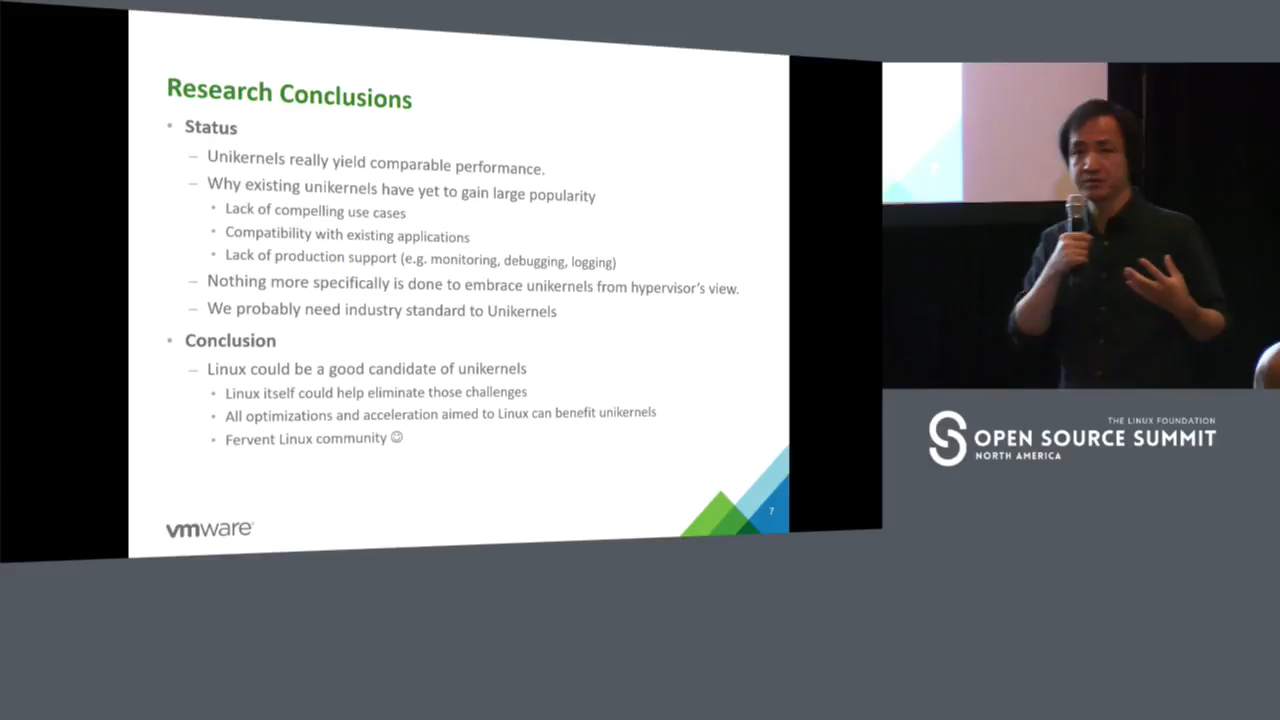 Research Conclusions
• Status
– Unikernels really yield comparable performance.
– Why existing unikernels have yet to gain large popularity
• Lack of compelling use cases
• Compatibility with existing applications
• Lack of production support (e.g. monitoring, debugging, logging)
– Nothing more specifically is done to embrace unikernels from hypervisor's view.
– We probably need industry standard to Unikernels
• Conclusion
– Linux could be a good candidate of unikernels
• Linux itself could help eliminate those challenges
• All optimizations and acceleration aimed to Linux can benefit unikernels
• Fervent Linux community ☺
vmware®
7
THE LINUX FOUNDATION
OPEN SOURCE SUMMIT
NORTH AMERICA